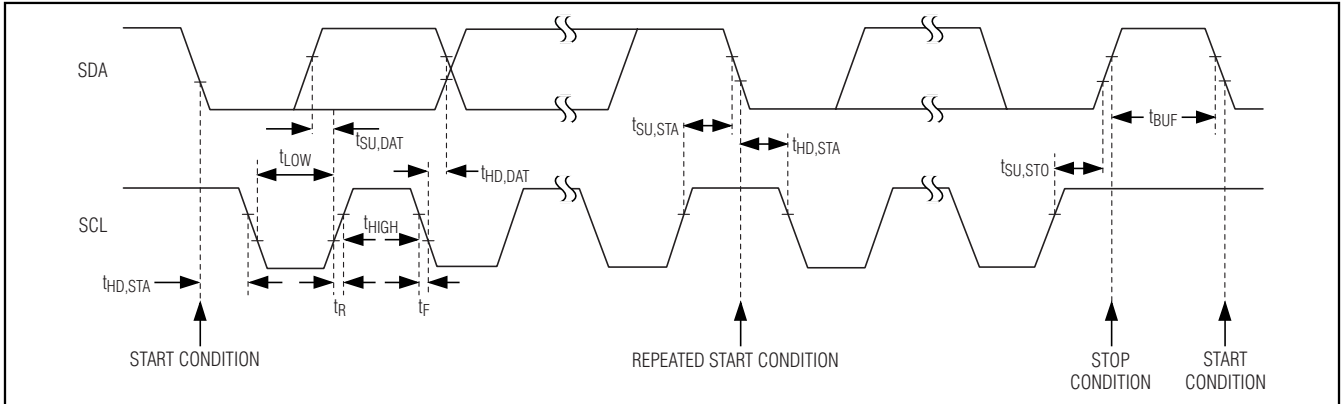 SDA
tSU,STA
tBUF
tSU,DAT
tLOW
tHD,STA
tHD,DAT
tSU,STO
SCL
tHIGH
tHD,STA
tR
tF
START CONDITION
REPEATED START CONDITION
STOP
CONDITION
START
CONDITION